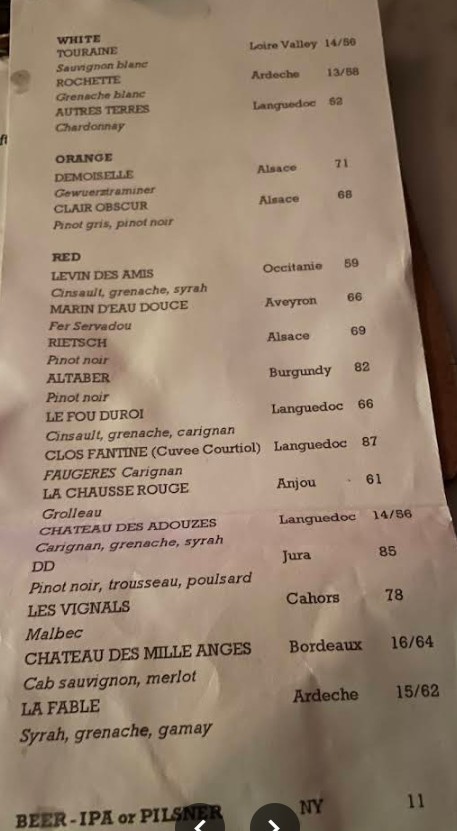 WHITE
TOURAINE Loire Valley 14/56
Sauvignon blanc
ROCHETTE Ardeche 13/58
Grenache blanc
AUTRES TERRES Languedoc 52
Chardonnay
ORANGE
DEMOISELLE Alsace 71
Gewuerztraminer
CLAIR OBSCUR Alsace 68
Pinot gris, pinot noir
RED
LEVIN DES AMIS Occitanie 59
Cinsault, grenache, syrah
MARIN D'EAU DOUCE Aveyron 66
Fer Servadou
RIETSCH Alsace 69
Pinot noir
ALTABER Burgundy 82
Pinot noir
LE FOU DUROI Languedoc 66
Cinsault, grenache, carignan
CLOS FANTINE (Cuvee Courtiol) Languedoc 87
FAUGERES Carignan
LA CHAUSSE ROUGE Anjou 61
Grolleau
CHATEAU DES ADOUZES Languedoc 14/56
Carignan, grenache, syrah
DD Jura 85
Pinot noir, trousseau, poulsard
LES VIGNALS Cahors 78
Malbec
CHATEAU DES MILLE ANGES Bordeaux 16/64
Cab sauvignon, merlot
LA FABLE Ardeche 15/62
Syrah, grenache, gamay
BEER - IPA or PILSNER NY 11